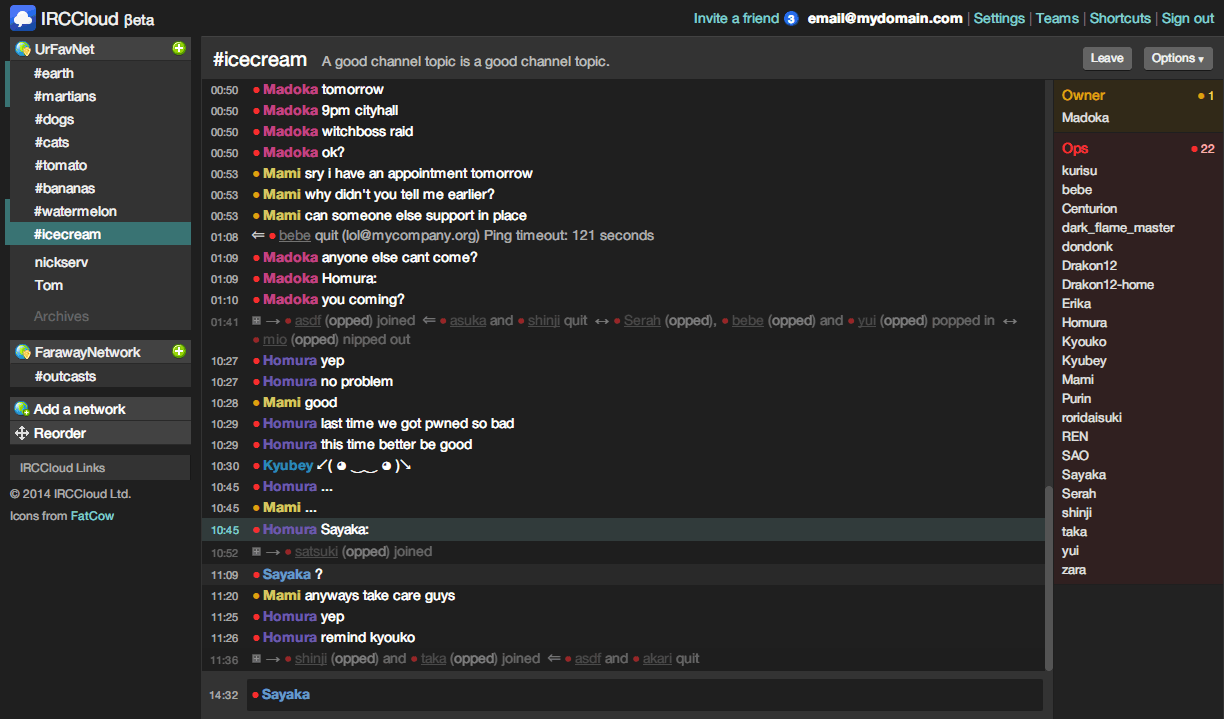 IRCCloud βeta
Invite a friend 3 email@mydomain.com | Settings | Teams | Shortcuts | Sign out
UrFavNet
#earth
#martians
#dogs
#cats
#tomato
#bananas
#watermelon
#icecream
nickserv
Tom
Archives
FarawayNetwork
#outcasts
Add a network
Reorder
IRCCloud Links
© 2014 IRCCloud Ltd.
Icons from FatCow
#icecream A good channel topic is a good channel topic.
Leave Options ▾
00:50 • Madoka tomorrow
00:50 • Madoka 9pm cityhall
00:50 • Madoka witchboss raid
00:50 • Madoka ok?
00:53 • Mami sry i have an appointment tomorrow
00:53 • Mami why didn't you tell me earlier?
00:53 • Mami can someone else support in place
01:08 ⇐ • bebe quit (lol@mycompany.org) Ping timeout: 121 seconds
01:09 • Madoka anyone else cant come?
01:09 • Madoka Homura:
01:10 • Madoka you coming?
01:41 ⊞ → • asdf (opped) joined ⇐ • asuka and • shinji quit ↔ • Serah (opped), • bebe (opped) and • yui (opped) popped in ↔
• mio (opped) nipped out
10:27 • Homura yep
10:27 • Homura no problem
10:28 • Mami good
10:29 • Homura last time we got pwned so bad
10:29 • Homura this time better be good
10:30 • Kyubey ↙( ◕ ‿‿ ◕ )↘
10:45 • Homura ...
10:45 • Mami ...
10:45 • Homura Sayaka:
10:52 ⊞ → • satsuki (opped) joined
11:09 • Sayaka ?
11:20 • Mami anyways take care guys
11:25 • Homura yep
11:26 • Homura remind kyouko
11:36 ⊞ → • shinji (opped) and • taka (opped) joined ⇐ • asdf and • akari quit
14:32 • Sayaka
Owner • 1
Madoka
Ops • 22
kurisu
bebe
Centurion
dark_flame_master
dondonk
Drakon12
Drakon12-home
Erika
Homura
Kyouko
Kyubey
Mami
Purin
roridaisuki
REN
SAO
Sayaka
Serah
shinji
taka
yui
zara